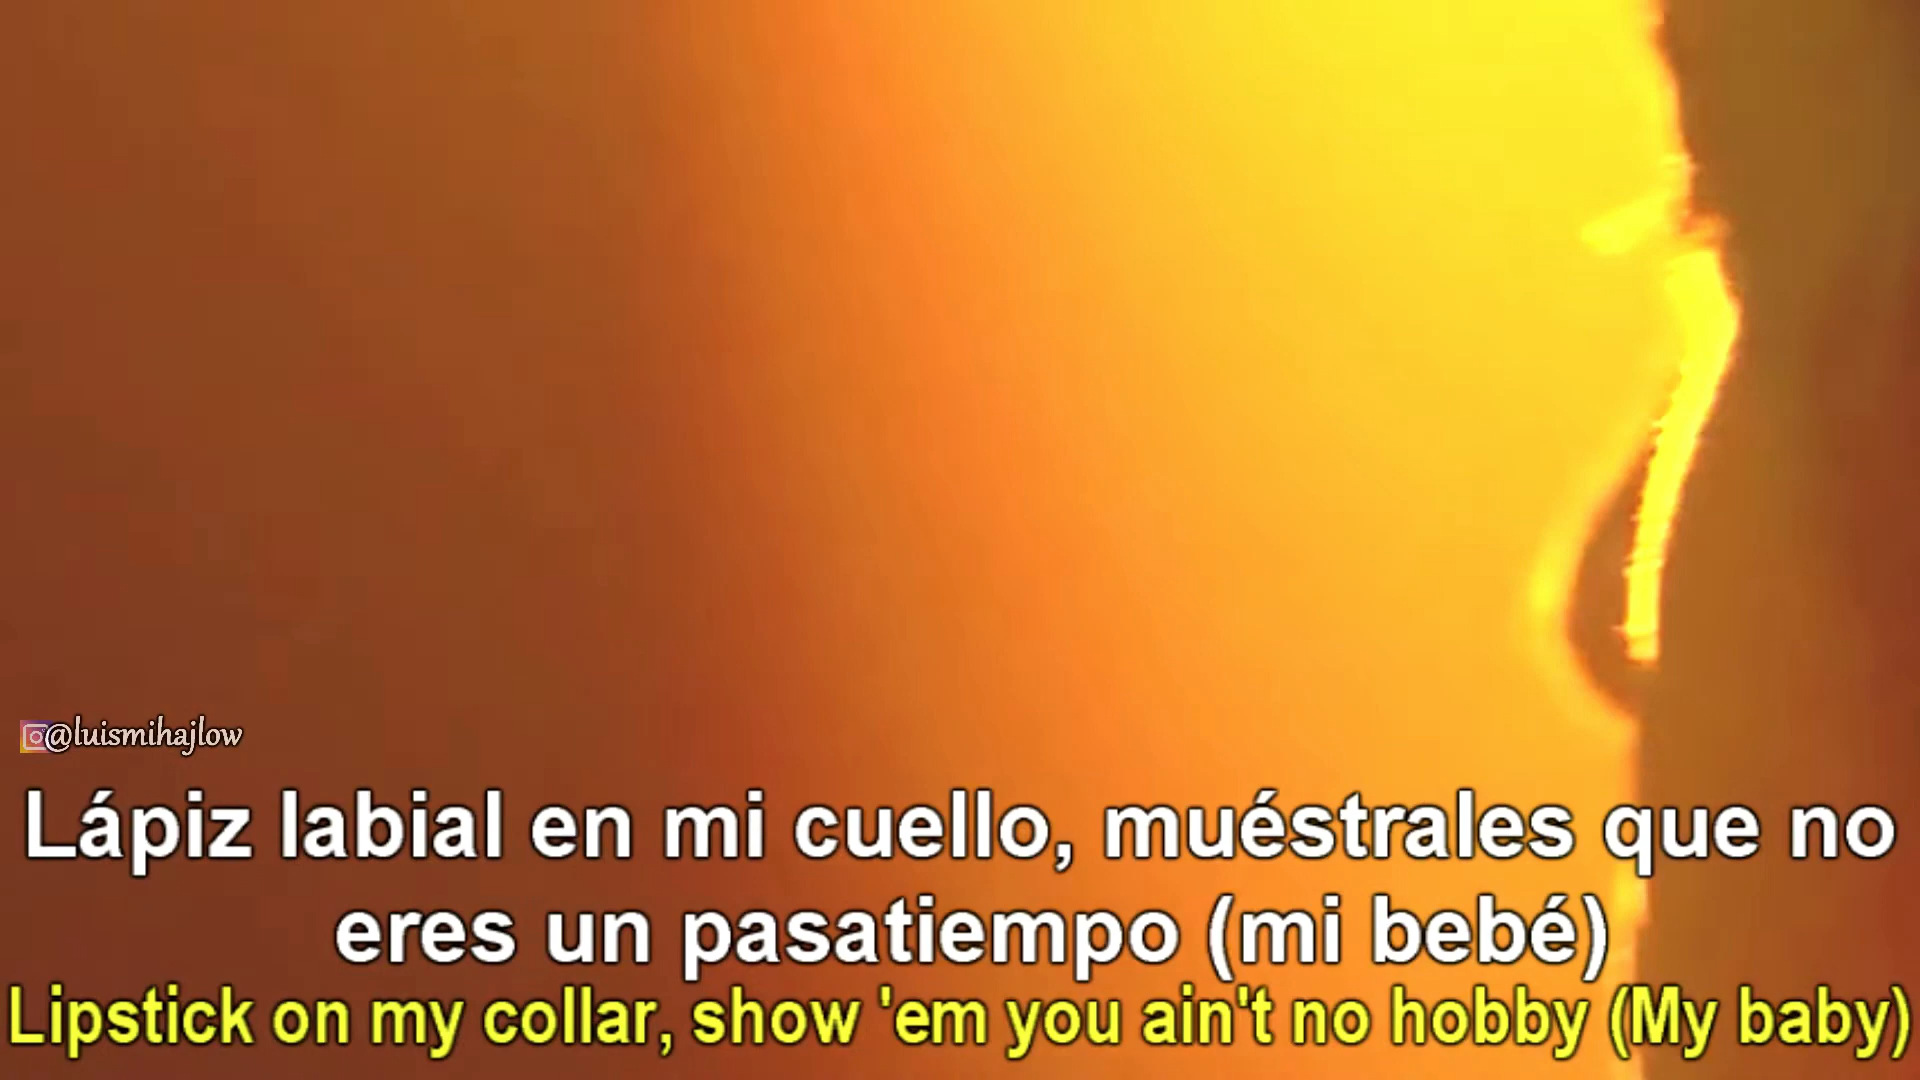 @luismihajlow
Lápiz labial en mi cuello, muéstrales que no
eres un pasatiempo (mi bebé)
Lipstick on my collar, show 'em you ain't no hobby (My baby)